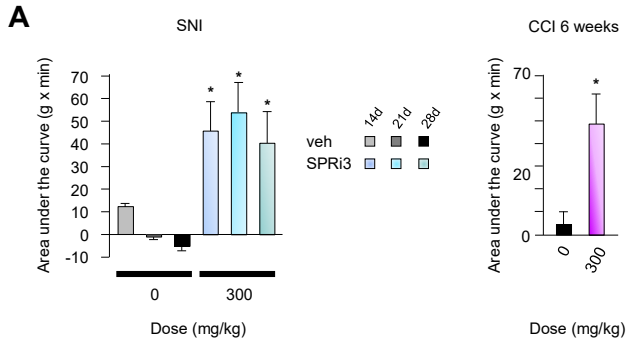 A
SNI
CCI 6 weeks
Area under the curve (g x min)
70
60
50
40
30
20
10
0
-10
*
*
*
0
300
Dose (mg/kg)
14d
21d
28d
veh
SPRi3
Area under the curve (g x min)
70
20
0
*
0
300
Dose (mg/kg)